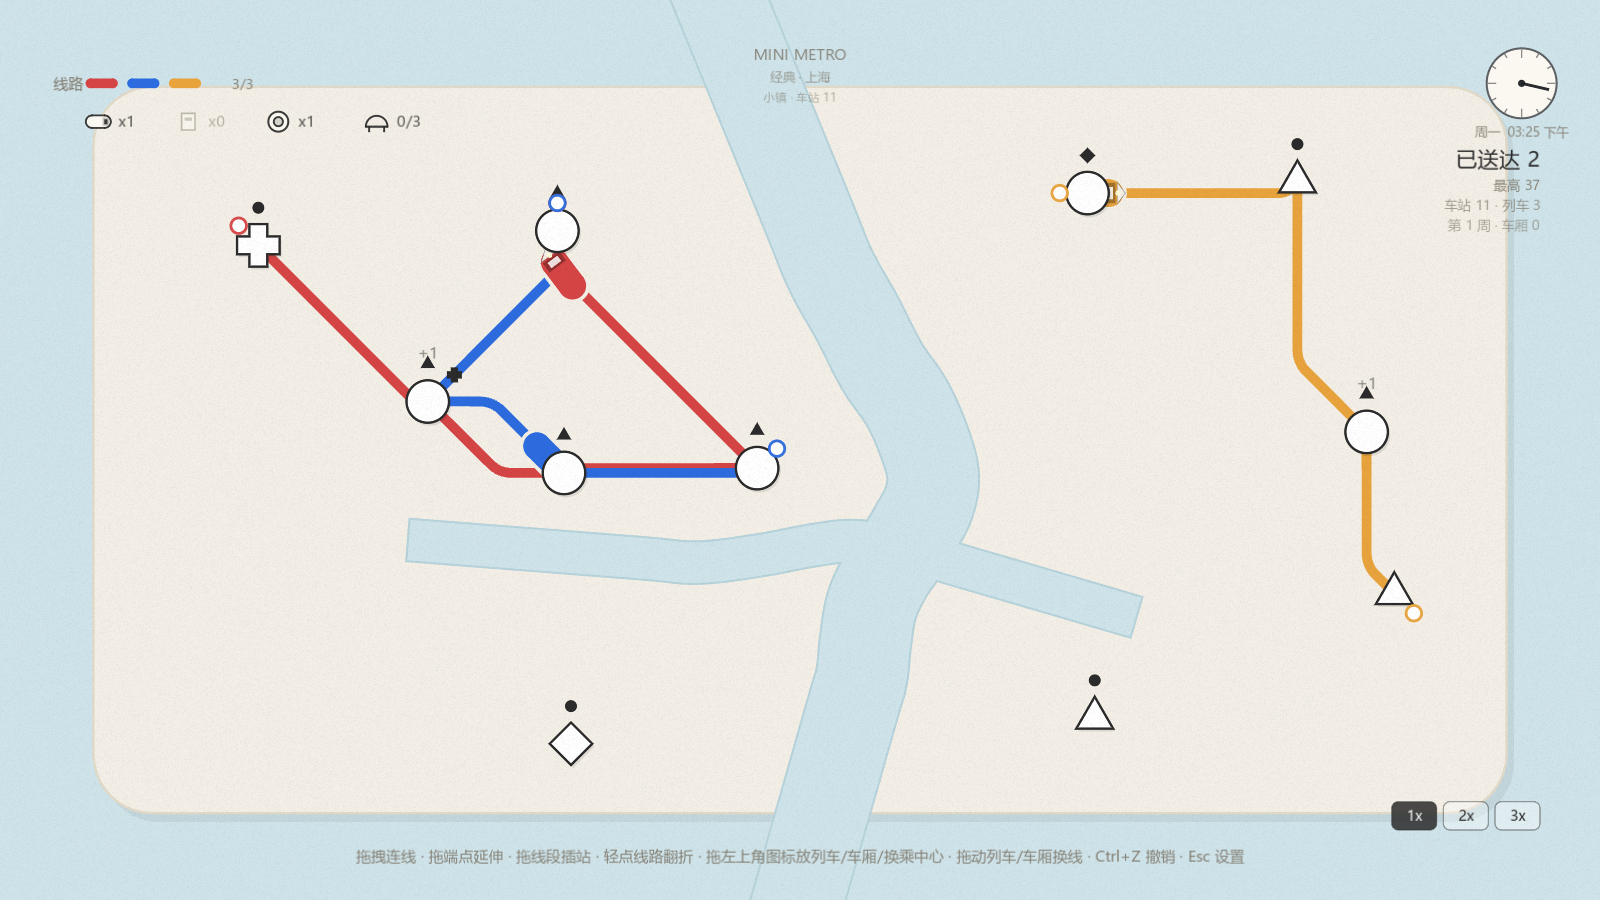 MINI METRO
经典 · 上海
小镇 · 车站 11
线路
3/3
x1
x0
x1
0/3
周一 03:25 下午
已送达 2
最高 37
车站 11 · 列车 3
第 1 周 · 车厢 0
+1
+1
1x
2x
3x
拖拽连线 · 拖端点延伸 · 拖线段插站 · 轻点线路翻折 · 拖左上角图标放列车/车厢/换乘中心 · 拖动列车/车厢换线 · Ctrl+Z 撤销 · Esc 设置